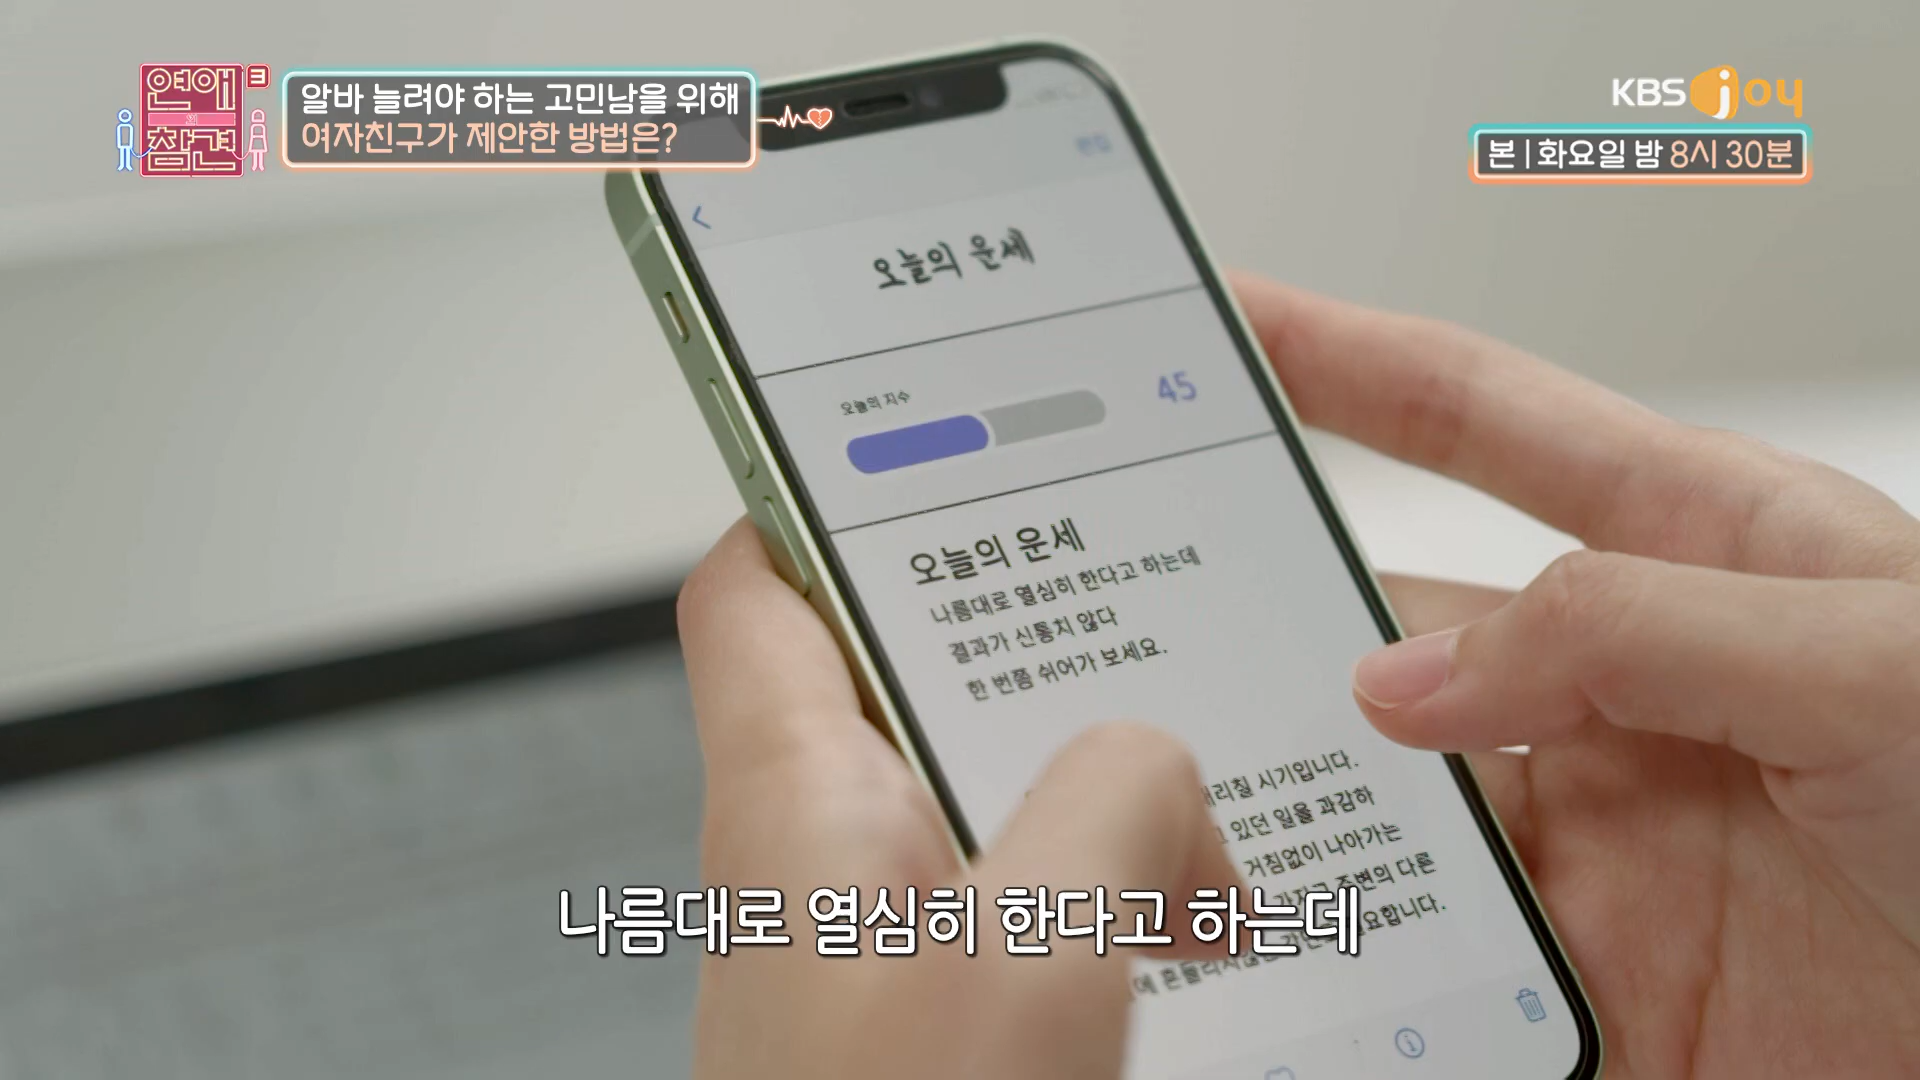 연애의 참견 3
알바 늘려야 하는 고민남을 위해
여자친구가 제안한 방법은?
KBS joy
본 | 화요일 밤 8시 30분
편집
오늘의 운세
오늘의 지수
45
오늘의 운세
나름대로 열심히 한다고 하는데
결과가 신통치 않다
한 번쯤 쉬어가 보세요.
시기입니다.
있던 일을 과감하
거침없이 나아가는
주변의 다른
나름대로 열심히 한다고 하는데